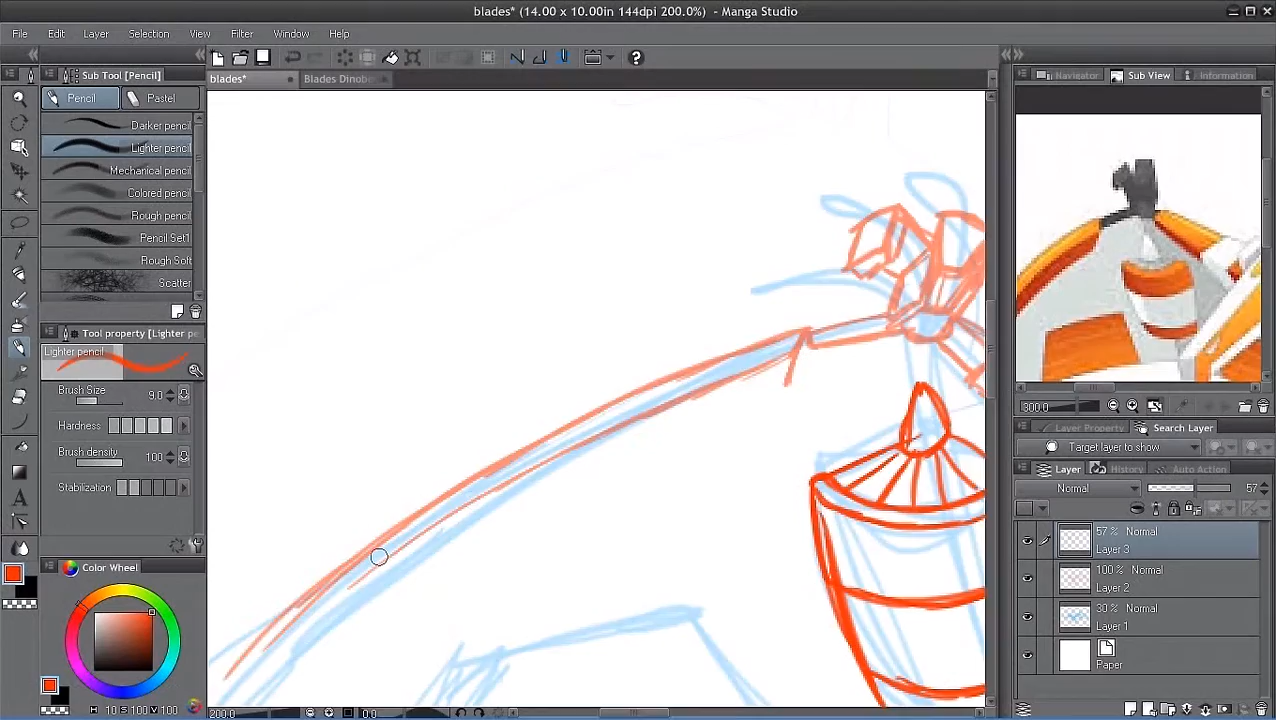 blades* (14.00 x 10.00in 144dpi 200.0%) - Manga Studio
File Edit Layer Selection View Filter Window Help
Sub Tool [Pencil]
Pencil Pastel
Darker pencil
Lighter pencil
Mechanical pencil
Colored pencil
Rough pencil
Pencil Set1
Rough Soft
Scatter
Tool property [Lighter pe
Lighter pencil
Brush Size 9.0
Hardness
Brush density 100
Stabilization
Color Wheel
H 10 S 100 V 100
blades* Blades Dinob
200.0 0.0
Navigator Sub View Information
300.0
Layer Property Search Layer
Target layer to show
Layer History Auto Action
Normal 57
57 % Normal
Layer 3
100 % Normal
Layer 2
30 % Normal
Layer 1
Paper